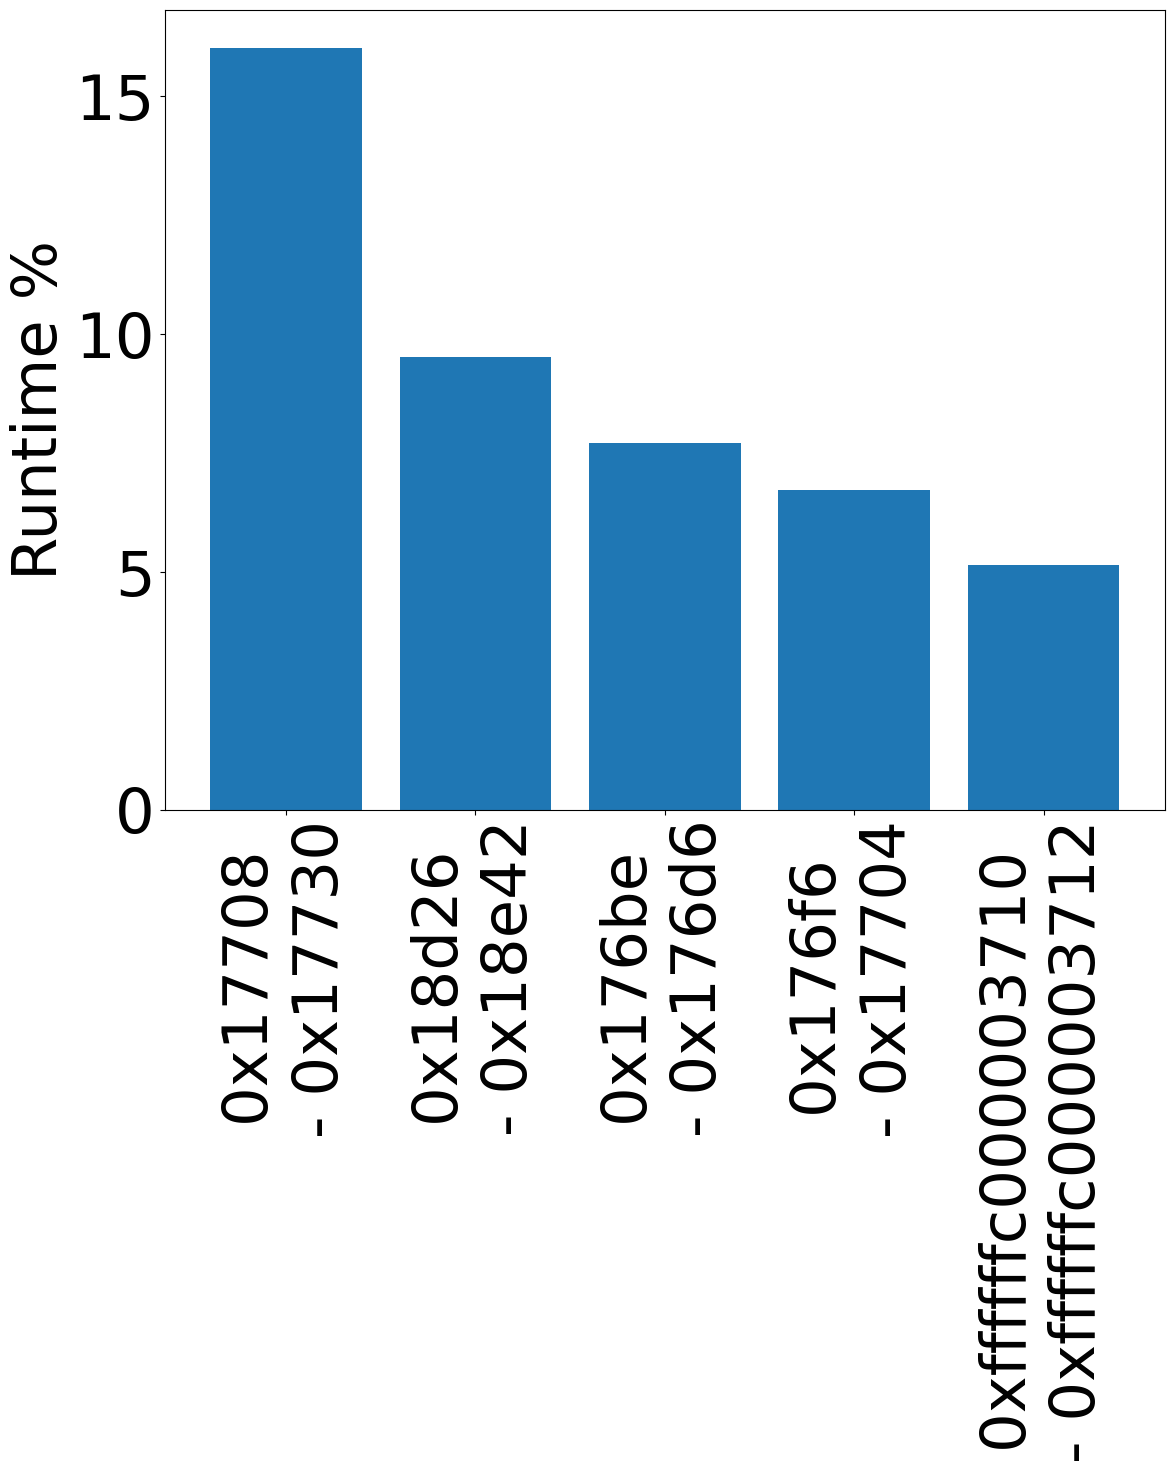 Runtime %
15
10
5
0
0x17708
- 0x17730
0x18d26
- 0x18e42
0x176be
- 0x176d6
0x176f6
- 0x17704
0xffffffc000003710
- 0xffffffc000003712